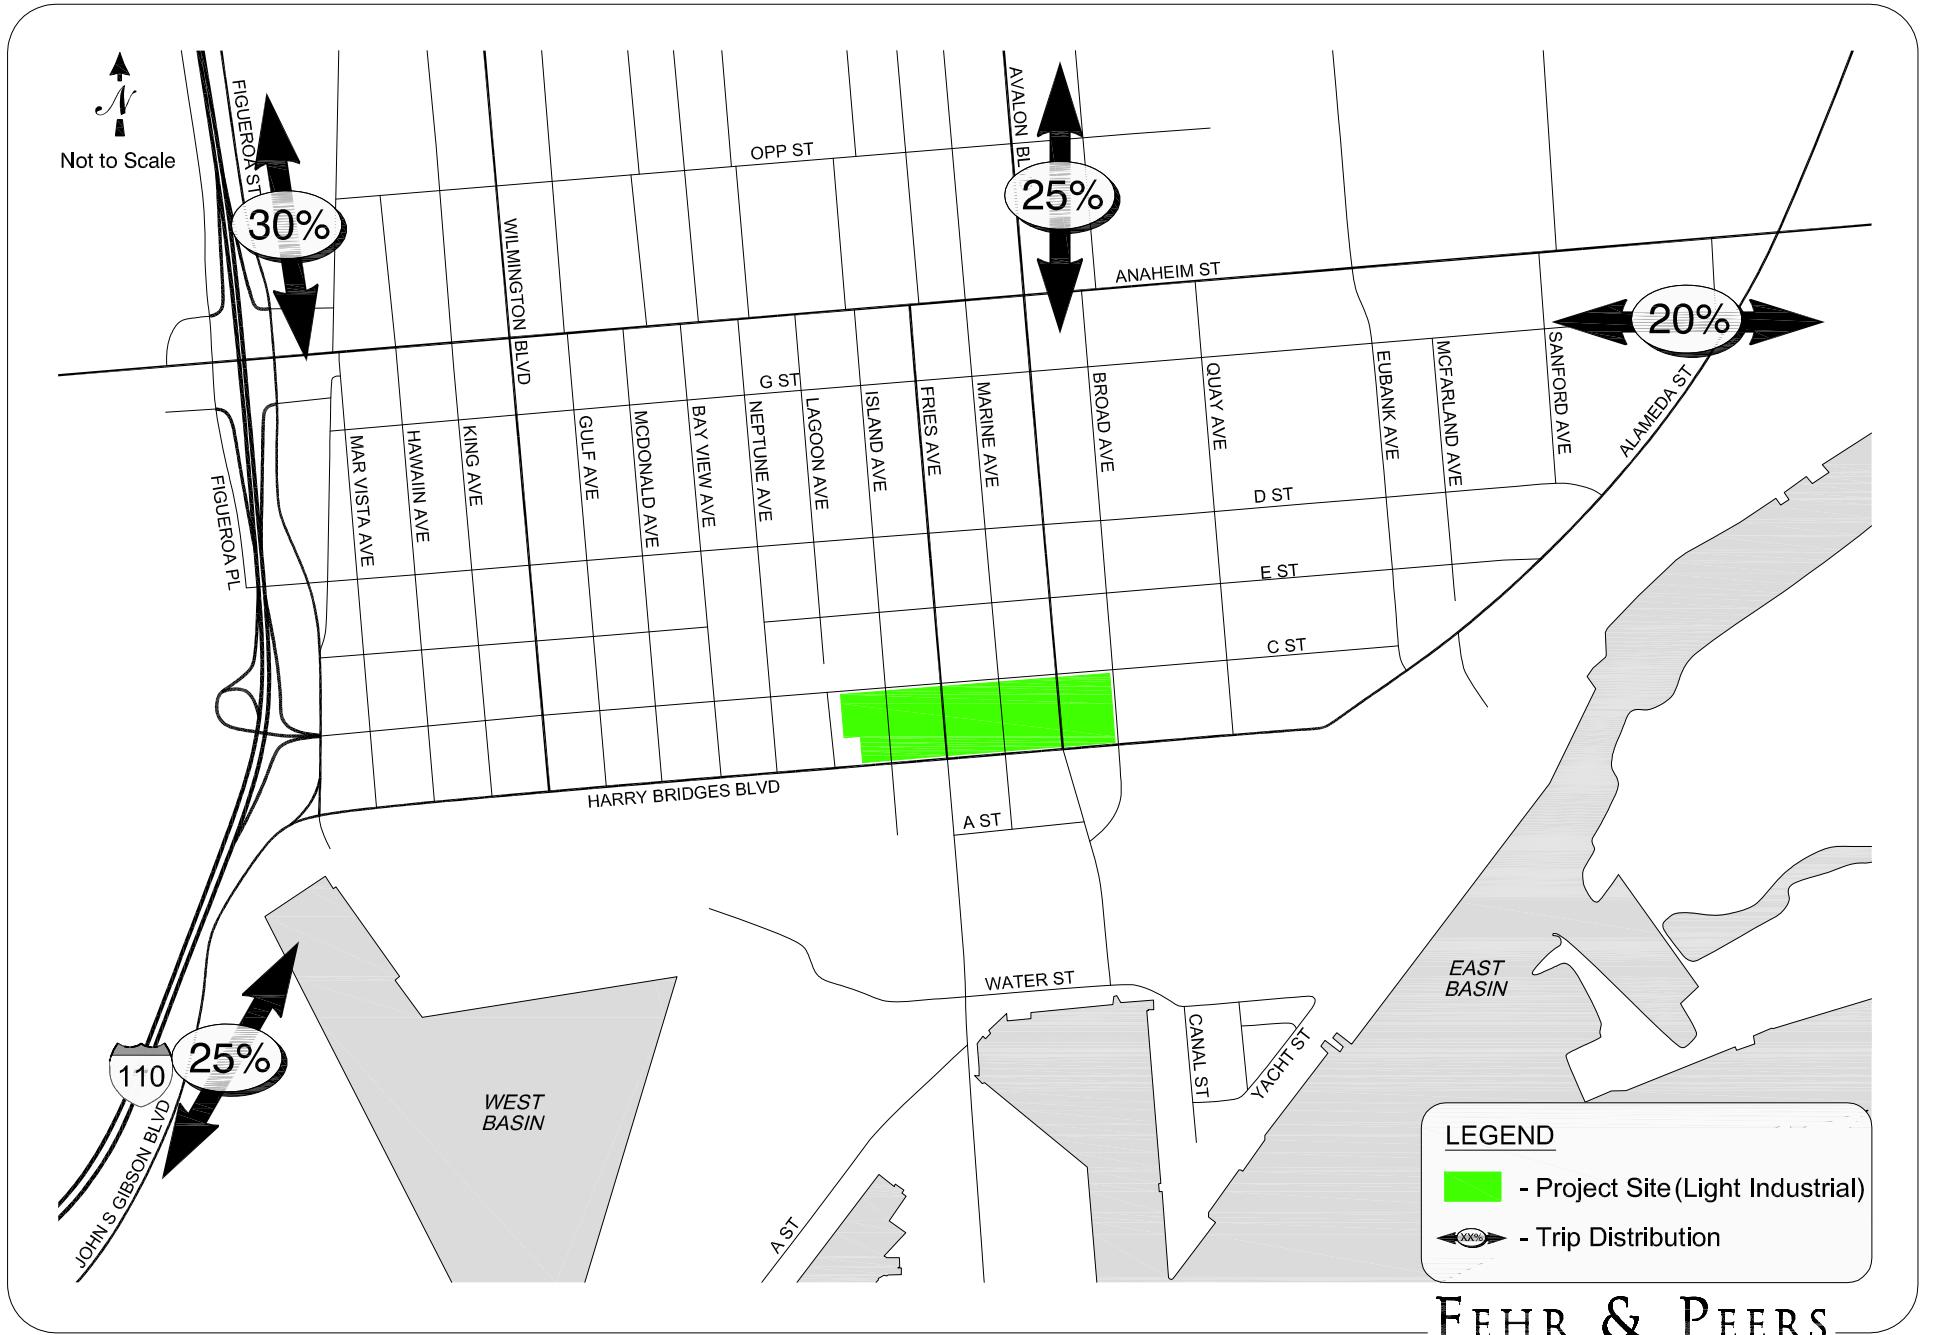 N
Not to Scale
FIGUEROA ST
30%
AVALON BL
25%
OPP ST
WILMINGTON BLVD
ANAHEIM ST
20%
G ST
FIGUEROA PL
MAR VISTA AVE
HAWAIIN AVE
KING AVE
GULF AVE
MCDONALD AVE
BAY VIEW AVE
NEPTUNE AVE
LAGOON AVE
ISLAND AVE
FRIES AVE
MARINE AVE
BROAD AVE
QUAY AVE
EUBANK AVE
MCFARLAND AVE
SANFORD AVE
ALAMEDA ST
D ST
E ST
C ST
HARRY BRIDGES BLVD
A ST
WATER ST
CANAL ST
YACHT ST
EAST
BASIN
110
25%
JOHN S GIBSON BLVD
WEST
BASIN
A ST
LEGEND
- Project Site (Light Industrial)
XX%
- Trip Distribution
FEHR & PEERS